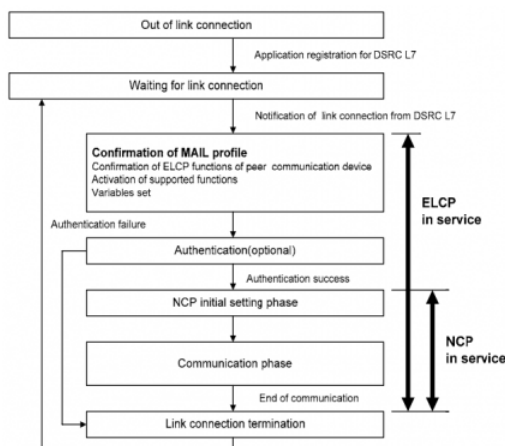 Out of link connection
Application registration for DSRC L7
Waiting for link connection
Notification of link connection from DSRC L7
Confirmation of MAIL profile
Confirmation of ELCP functions of peer communication device
Activation of supported functions
Variables set
ELCP
in service
Authentication failure
Authentication(optional)
Authentication success
NCP initial setting phase
NCP
in service
Communication phase
End of communication
Link connection termination